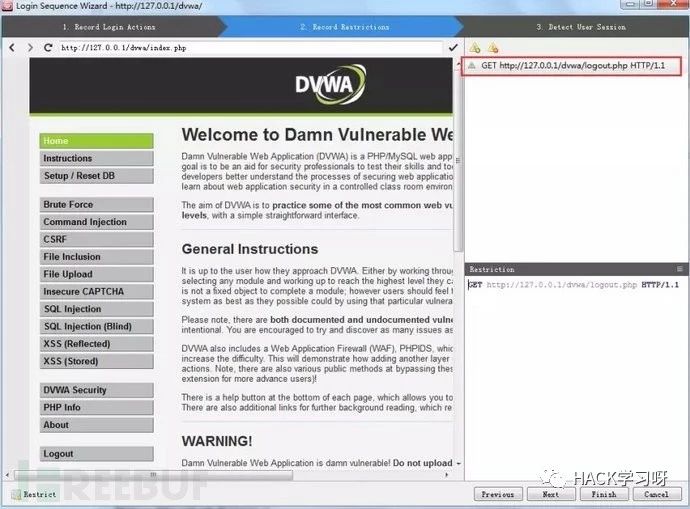 Login Sequence Wizard - http://127.0.0.1/dvwa/
1. Record Login Actions
2. Record Restrictions
3. Detect User Session
http://127.0.0.1/dvwa/index.php
GET http://127.0.0.1/dvwa/logout.php HTTP/1.1
DVWA
Home
Instructions
Setup / Reset DB
Brute Force
Command Injection
CSRF
File Inclusion
File Upload
Insecure CAPTCHA
SQL Injection
SQL Injection (Blind)
XSS (Reflected)
XSS (Stored)
DVWA Security
PHP Info
About
Logout
Welcome to Damn Vulnerable We
Damn Vulnerable Web Application (DVWA) is a PHP/MySQL web app
goal is to be an aid for security professionals to test their skills and too
developers better understand the processes of securing web application
learn about web application security in a controlled class room environ
The aim of DVWA is to practise some of the most common web vu
levels, with a simple straightforward interface.
General Instructions
It is up to the user how they approach DVWA. Either by working throug
selecting any module and working up to reach the highest level they ca
is not a fixed object to complete a module; however users should feel f
system as best as they possible could by using that particular vulnera
Please note, there are both documented and undocumented vulne
intentional. You are encouraged to try and discover as many issues as
DVWA also includes a Web Application Firewall (WAF), PHPIDS, whic
increase the difficulty. This will demonstrate how adding another layer
actions. Note, there are also various public methods at bypassing thes
extension for more advance users)!
There is a help button at the bottom of each page, which allows you to
There are also additional links for further background reading, which re
WARNING!
Damn Vulnerable Web Application is damn vulnerable! Do not upload
Restriction
GET http://127.0.0.1/dvwa/logout.php HTTP/1.1
REEBUF
HACK学习呀
Restrict
Previous
Next
Finish
Cancel